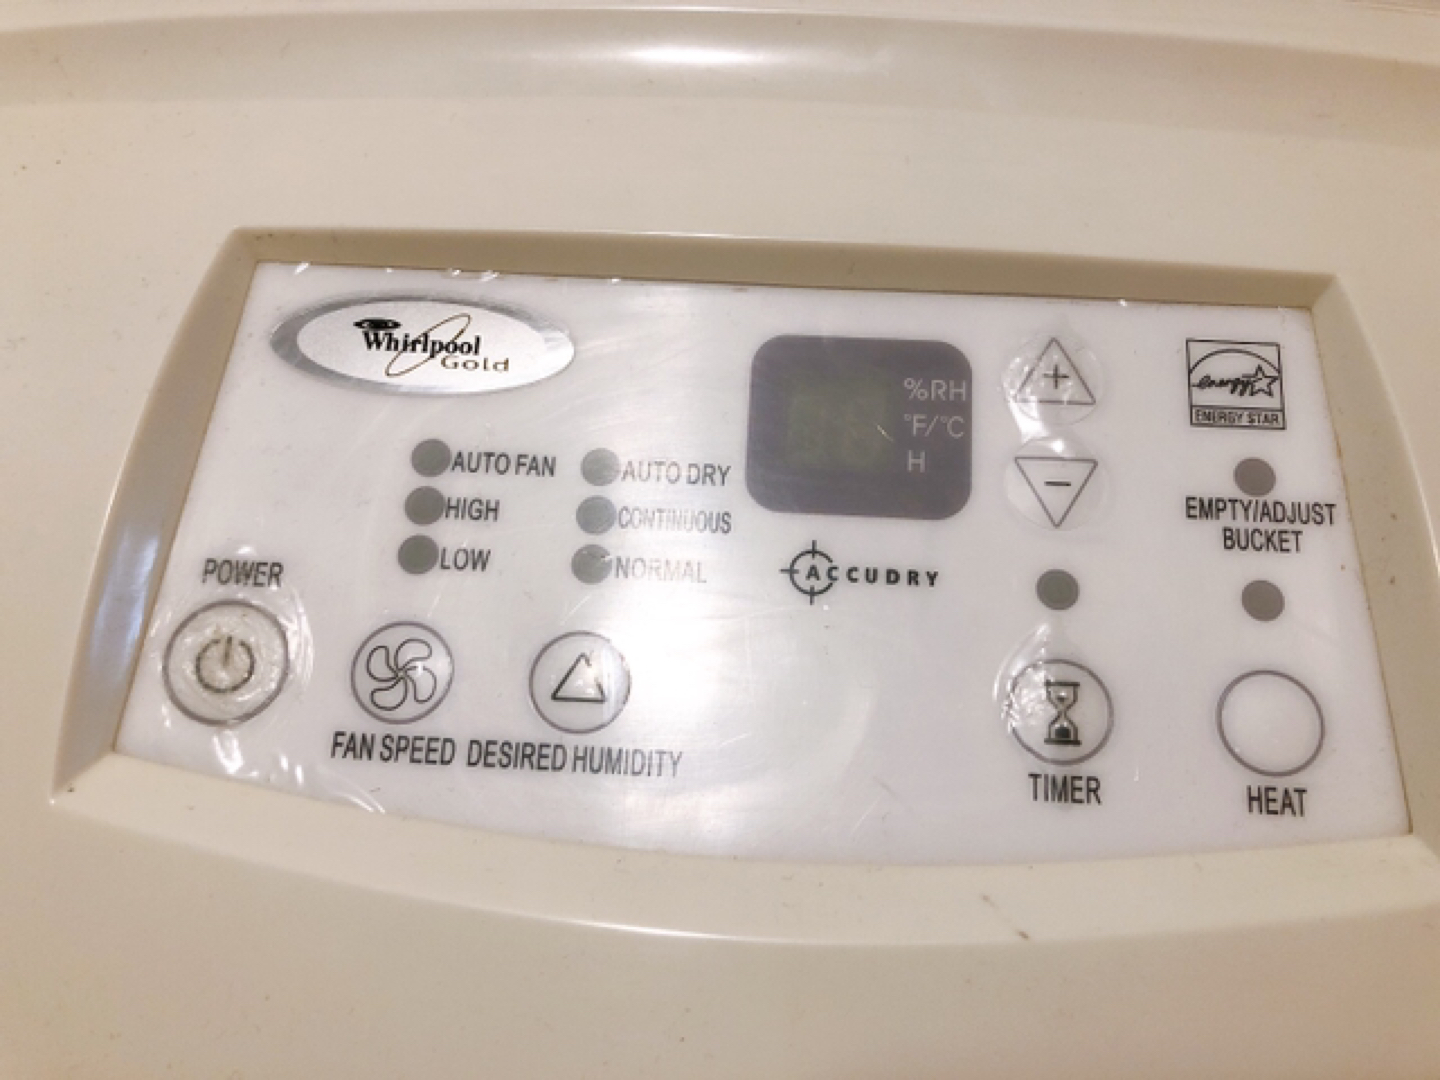 Whirlpool
Gold
%RH
°F/°C
H
+
−
energy
ENERGY STAR
AUTO FAN
HIGH
LOW
AUTO DRY
CONTINUOUS
NORMAL
ACCUDRY
EMPTY/ADJUST
BUCKET
POWER
FAN SPEED
DESIRED HUMIDITY
TIMER
HEAT